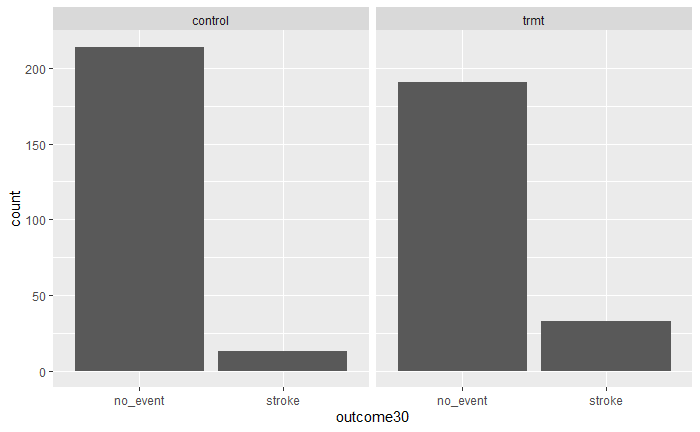 control
trmt
count
200
150
100
50
0
no_event
stroke
no_event
stroke
outcome30